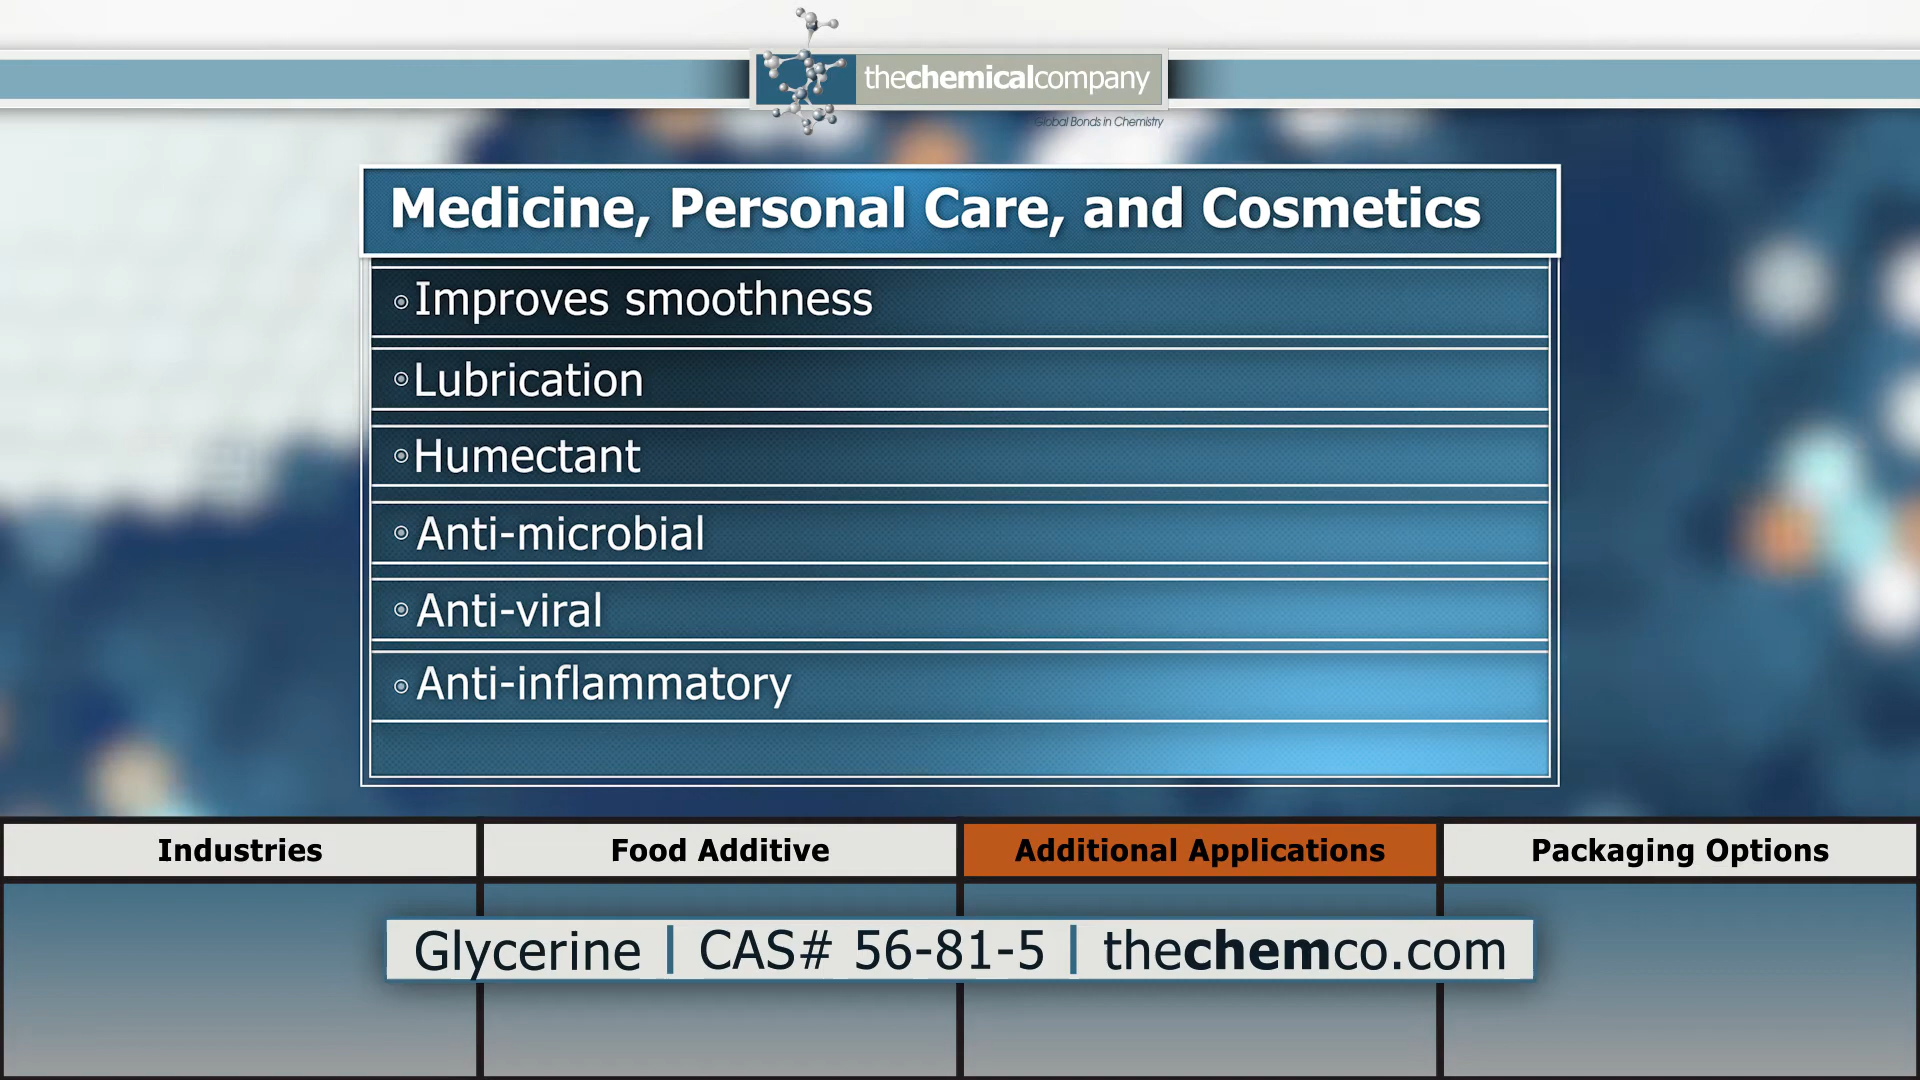 thechemicalcompany
Global Bonds in Chemistry
Medicine, Personal Care, and Cosmetics
Improves smoothness
Lubrication
Humectant
Anti-microbial
Anti-viral
Anti-inflammatory
Industries
Food Additive
Additional Applications
Packaging Options
Glycerine | CAS# 56-81-5 | thechemco.com